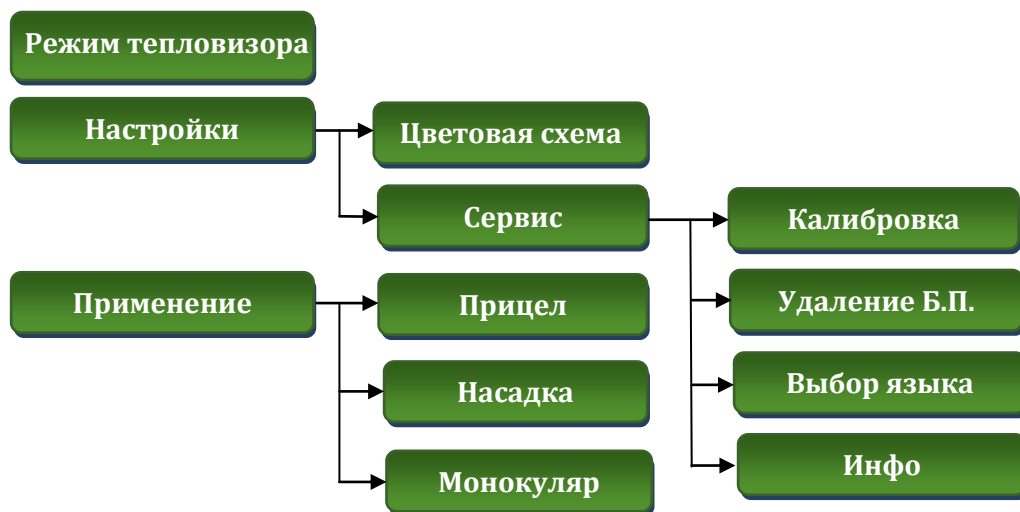 Режим тепловизора
Настройки
Цветовая схема
Сервис
Калибровка
Удаление Б.П.
Выбор языка
Инфо
Применение
Прицел
Насадка
Монокуляр